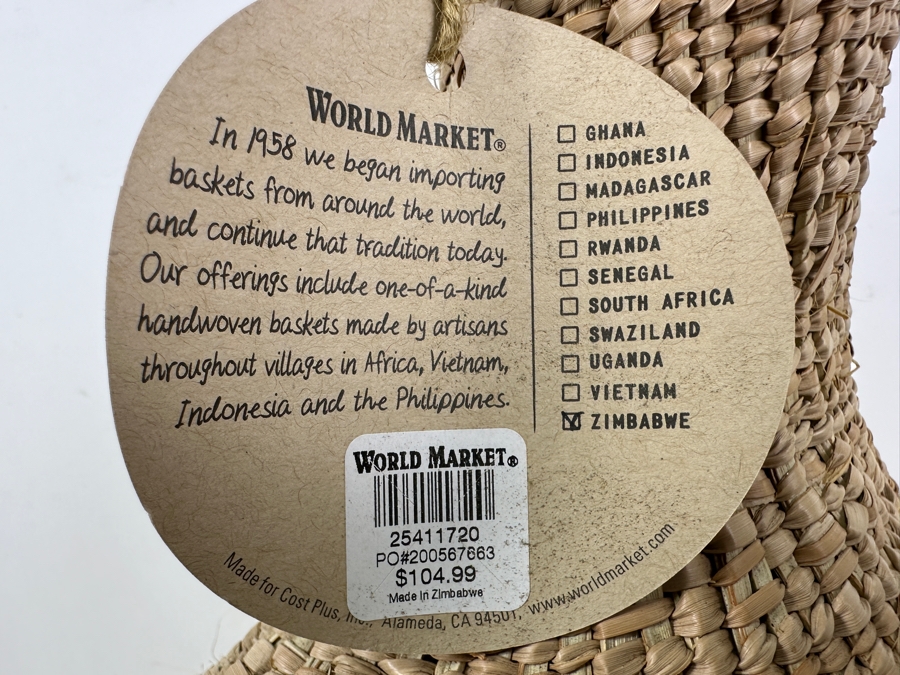 WORLD MARKET®
In 1958 we began importing
baskets from around the world,
and continue that tradition today.
Our offerings include one-of-a-kind
handwoven baskets made by artisans
throughout villages in Africa, Vietnam,
Indonesia and the Philippines.
GHANA
INDONESIA
MADAGASCAR
PHILIPPINES
RWANDA
SENEGAL
SOUTH AFRICA
SWAZILAND
UGANDA
VIETNAM
ZIMBABWE
WORLD MARKET®
25411720
PO#200567663
$104.99
Made In Zimbabwe
Made for Cost Plus, Inc., Alameda, CA 94501, www.worldmarket.com